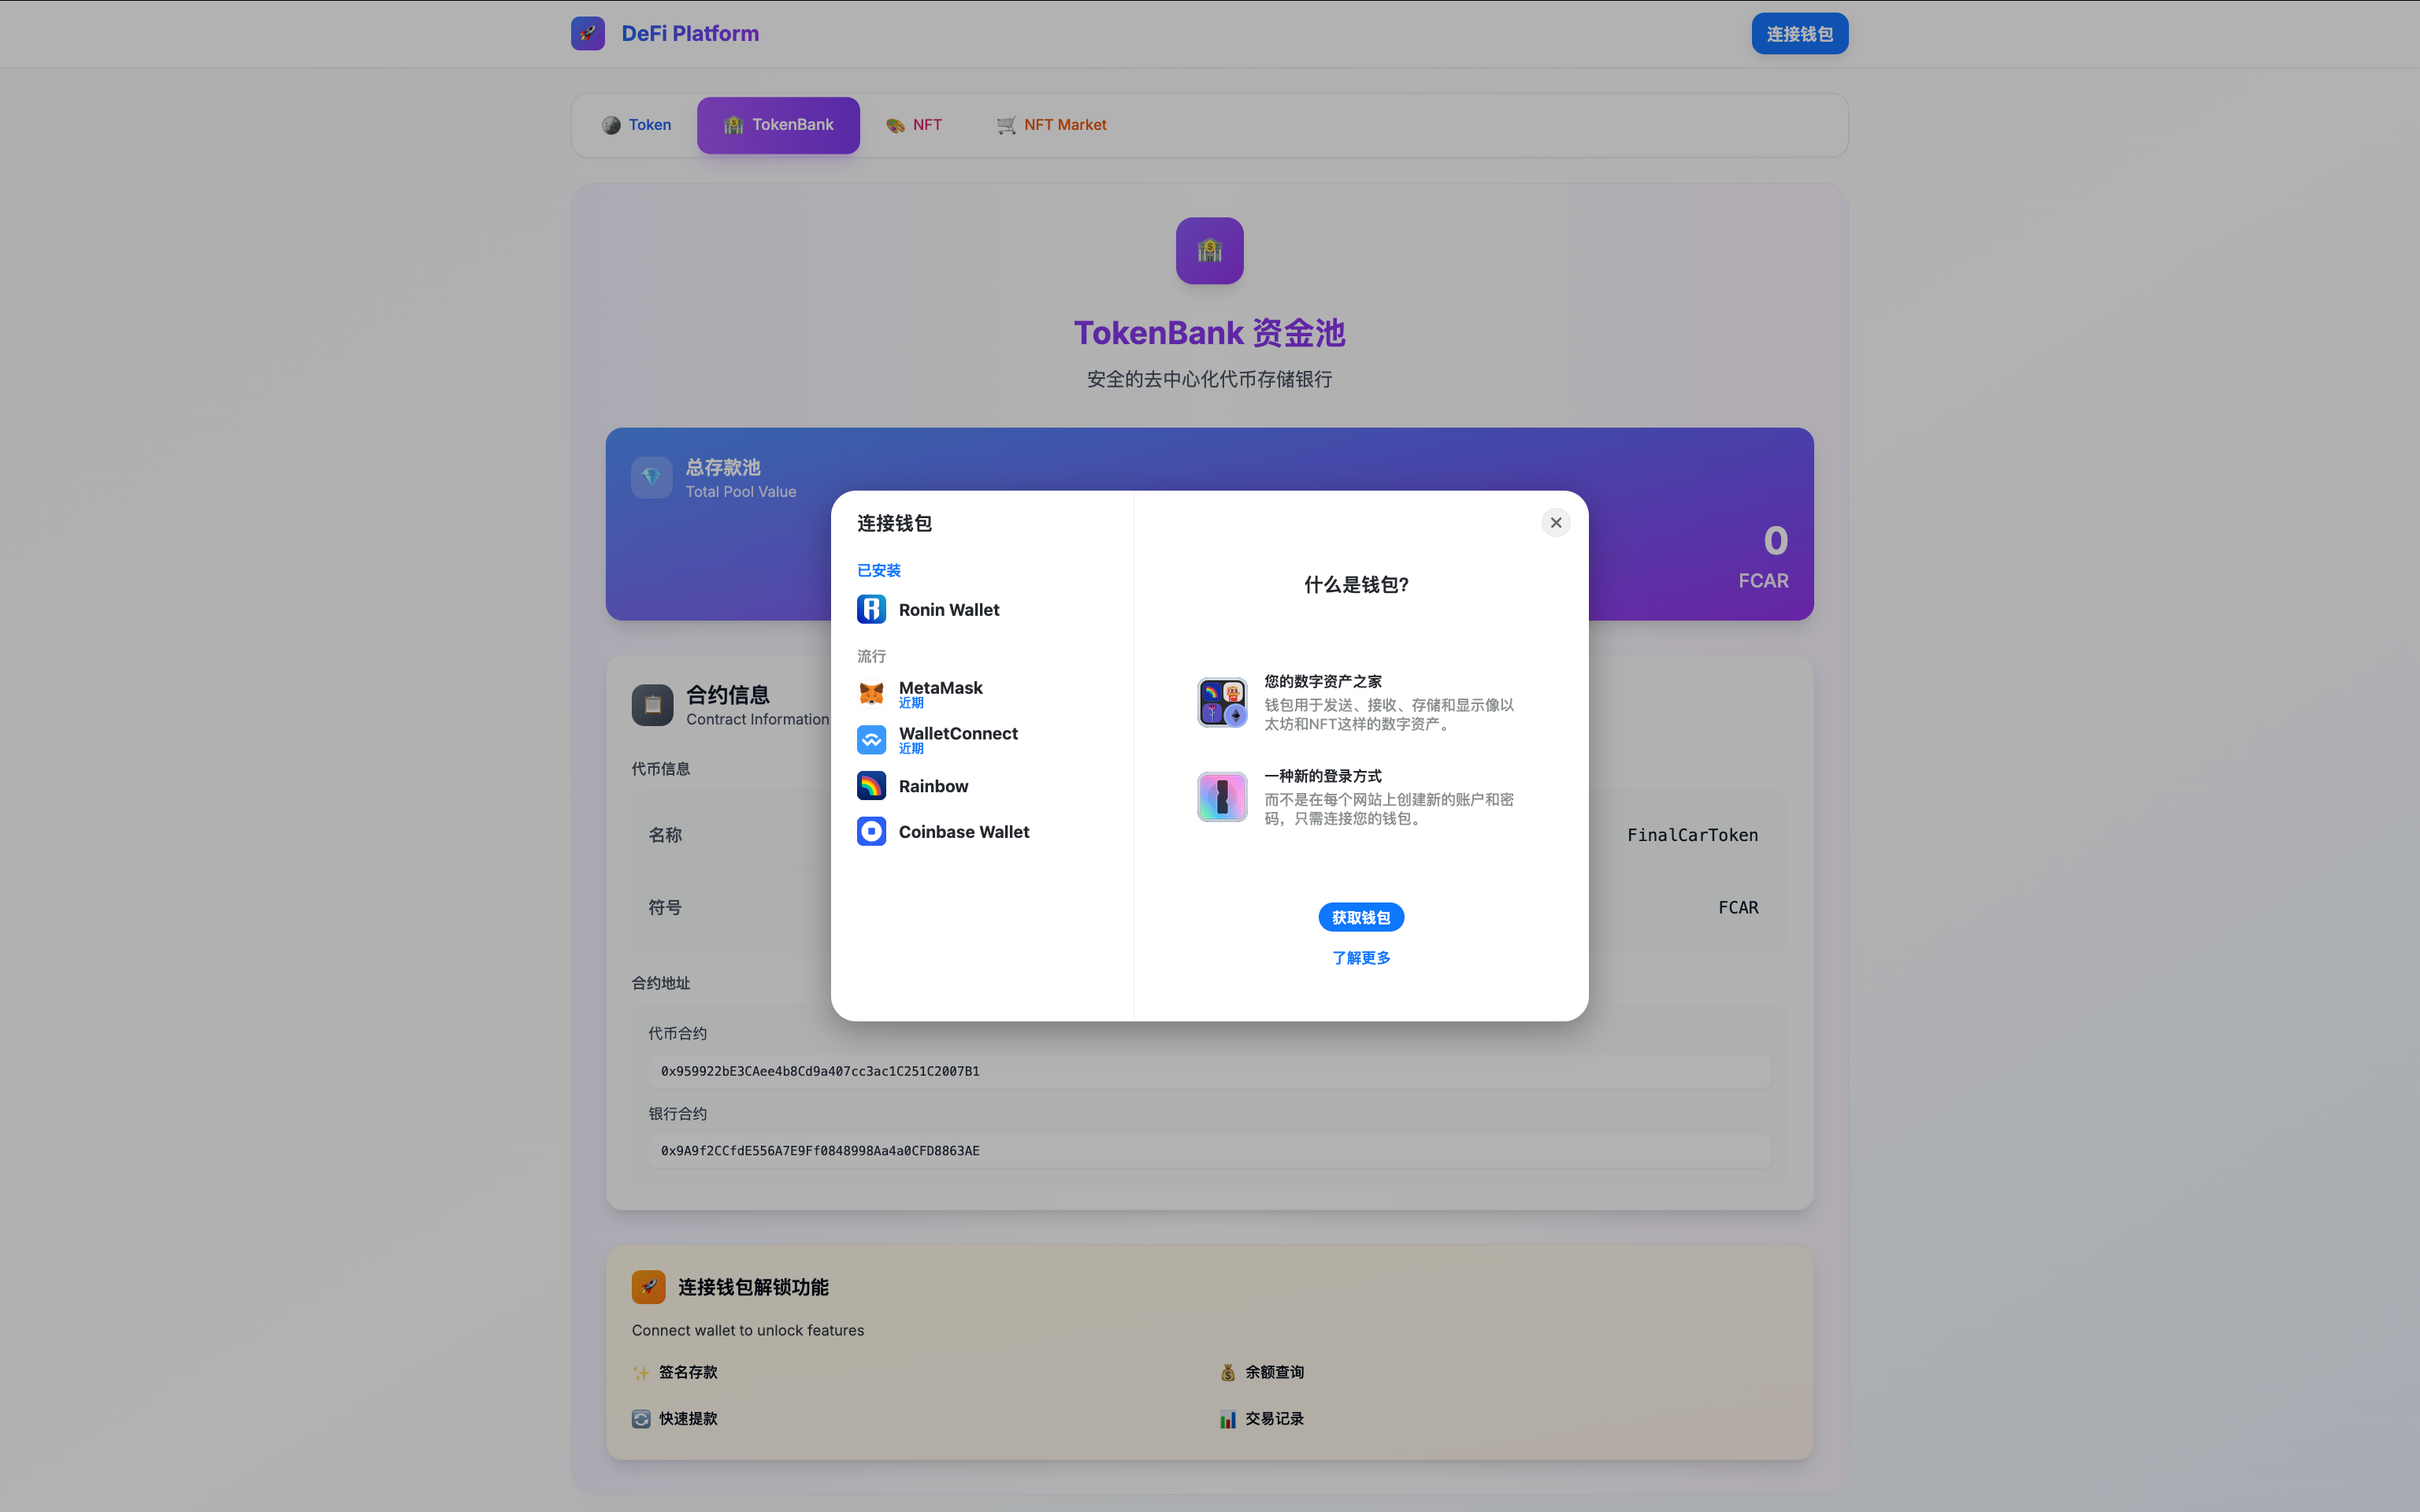 DeFi Platform
连接钱包
Token
TokenBank
NFT
NFT Market
TokenBank 资金池
安全的去中心化代币存储银行
总存款池
Total Pool Value
0
FCAR
连接钱包
已安装
Ronin Wallet
流行
MetaMask
近期
WalletConnect
近期
Rainbow
Coinbase Wallet
什么是钱包?
您的数字资产之家
钱包用于发送、接收、存储和显示像以
太坊和NFT这样的数字资产。
一种新的登录方式
而不是在每个网站上创建新的账户和密
码，只需连接您的钱包。
获取钱包
了解更多
合约信息
Contract Information
代币信息
名称
FinalCarToken
符号
FCAR
合约地址
代币合约
0x959922bE3CAee4b8Cd9a407cc3ac1C251C2007B1
银行合约
0x9A9f2CCfdE556A7E9Ff0848998Aa4a0CFD8863AE
连接钱包解锁功能
Connect wallet to unlock features
签名存款
余额查询
快速提款
交易记录